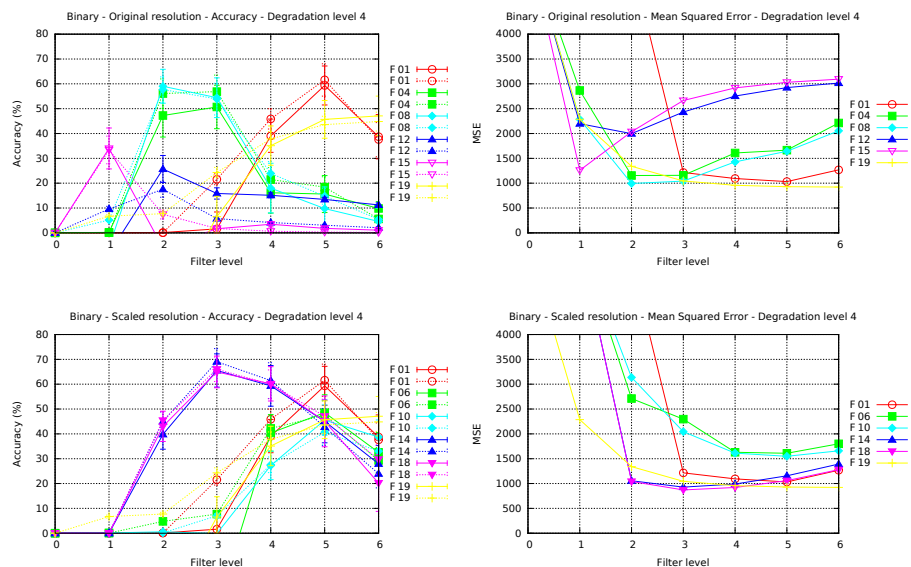 Binary - Original resolution - Accuracy - Degradation level 4
Accuracy (%)
80
70
60
50
40
30
20
10
0
0 1 2 3 4 5 6
Filter level
F 01
F 01
F 04
F 04
F 08
F 08
F 12
F 12
F 15
F 15
F 19
F 19
Binary - Original resolution - Mean Squared Error - Degradation level 4
MSE
4000
3500
3000
2500
2000
1500
1000
500
0
0 1 2 3 4 5 6
Filter level
F 01
F 04
F 08
F 12
F 15
F 19
Binary - Scaled resolution - Accuracy - Degradation level 4
Accuracy (%)
80
70
60
50
40
30
20
10
0
0 1 2 3 4 5 6
Filter level
F 01
F 01
F 06
F 06
F 10
F 10
F 14
F 14
F 18
F 18
F 19
F 19
Binary - Scaled resolution - Mean Squared Error - Degradation level 4
MSE
4000
3500
3000
2500
2000
1500
1000
500
0
0 1 2 3 4 5 6
Filter level
F 01
F 06
F 10
F 14
F 18
F 19